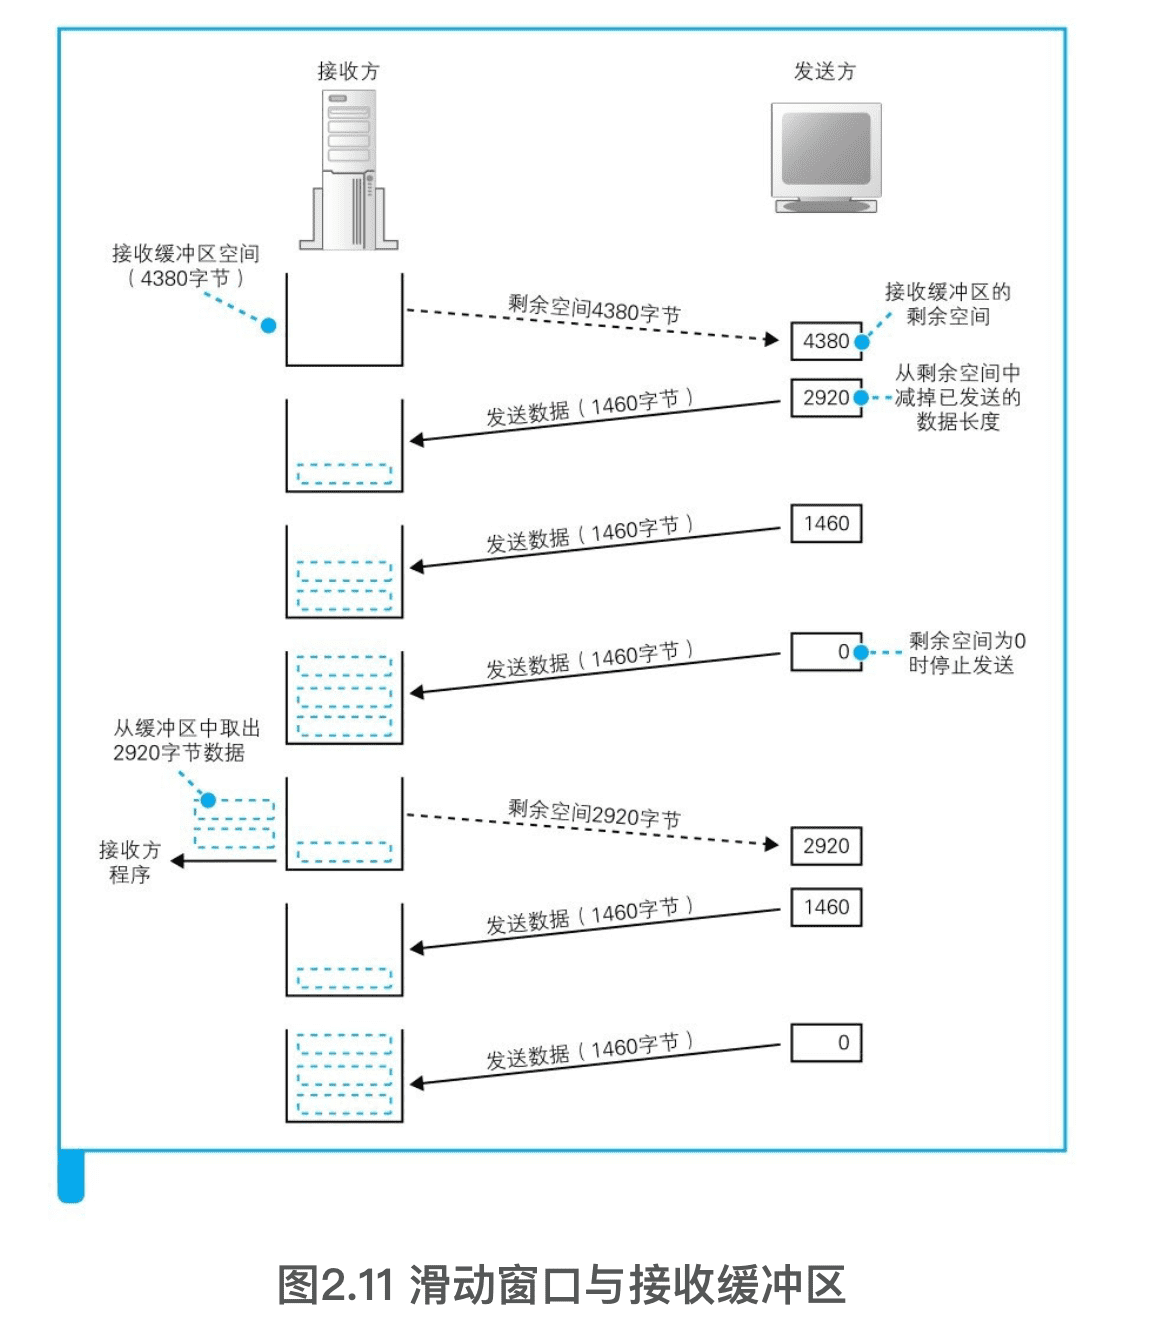 接收方
发送方
接收缓冲区空间
（4380字节）
剩余空间4380字节
接收缓冲区的
剩余空间
4380
发送数据（1460字节）
2920
从剩余空间中
减掉已发送的
数据长度
发送数据（1460字节）
1460
发送数据（1460字节）
0
剩余空间为0
时停止发送
从缓冲区中取出
2920字节数据
接收方
程序
剩余空间2920字节
2920
发送数据（1460字节）
1460
发送数据（1460字节）
0
图2.11 滑动窗口与接收缓冲区